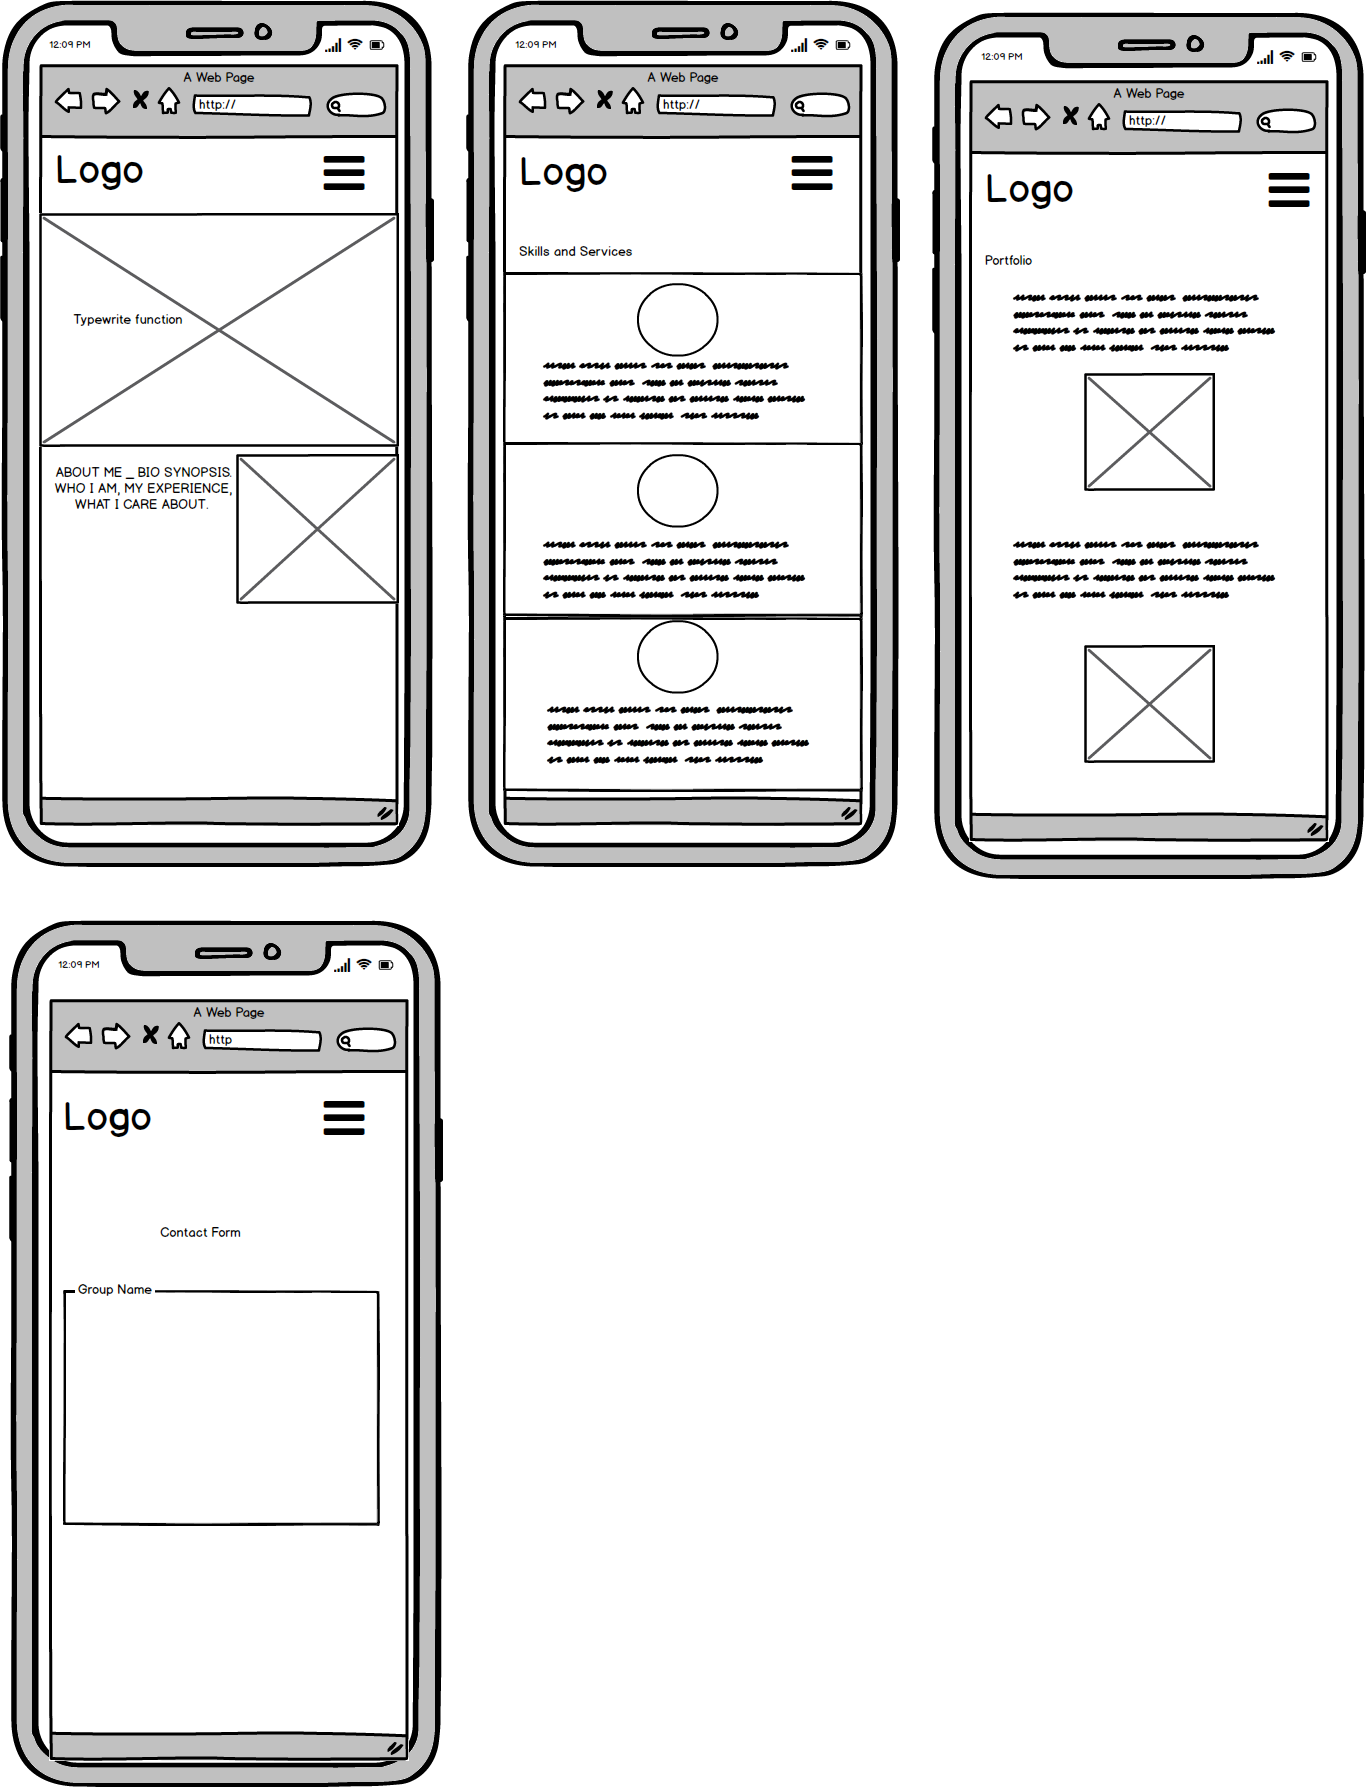 12:09 PM
A Web Page
http://
Logo
Typewrite function
ABOUT ME _ BIO SYNOPSIS.
WHO I AM, MY EXPERIENCE,
WHAT I CARE ABOUT.
12:09 PM
A Web Page
http://
Logo
Skills and Services
12:09 PM
A Web Page
http://
Logo
Portfolio
12:09 PM
A Web Page
http
Logo
Contact Form
Group Name